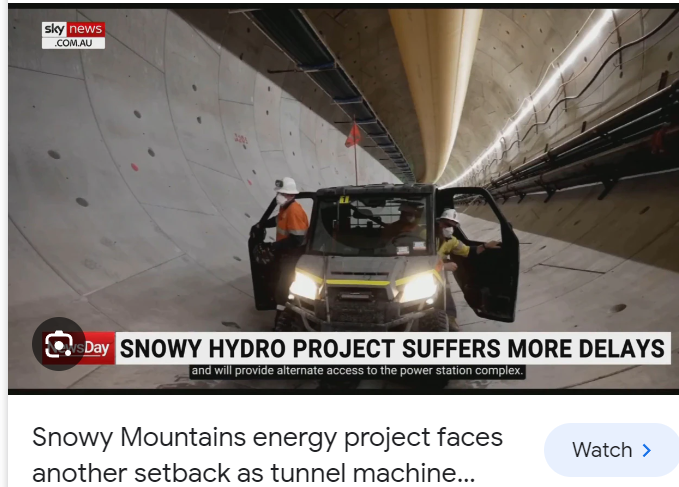 sky news
.COM.AU
NewsDay SNOWY HYDRO PROJECT SUFFERS MORE DELAYS
and will provide alternate access to the power station complex.
Snowy Mountains energy project faces
another setback as tunnel machine...
Watch